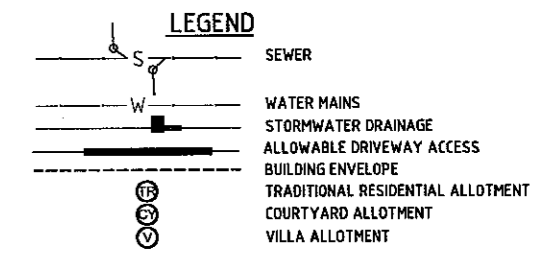 LEGEND
S SEWER
W WATER MAINS
STORMWATER DRAINAGE
ALLOWABLE DRIVEWAY ACCESS
BUILDING ENVELOPE
TR TRADITIONAL RESIDENTIAL ALLOTMENT
CY COURTYARD ALLOTMENT
V VILLA ALLOTMENT